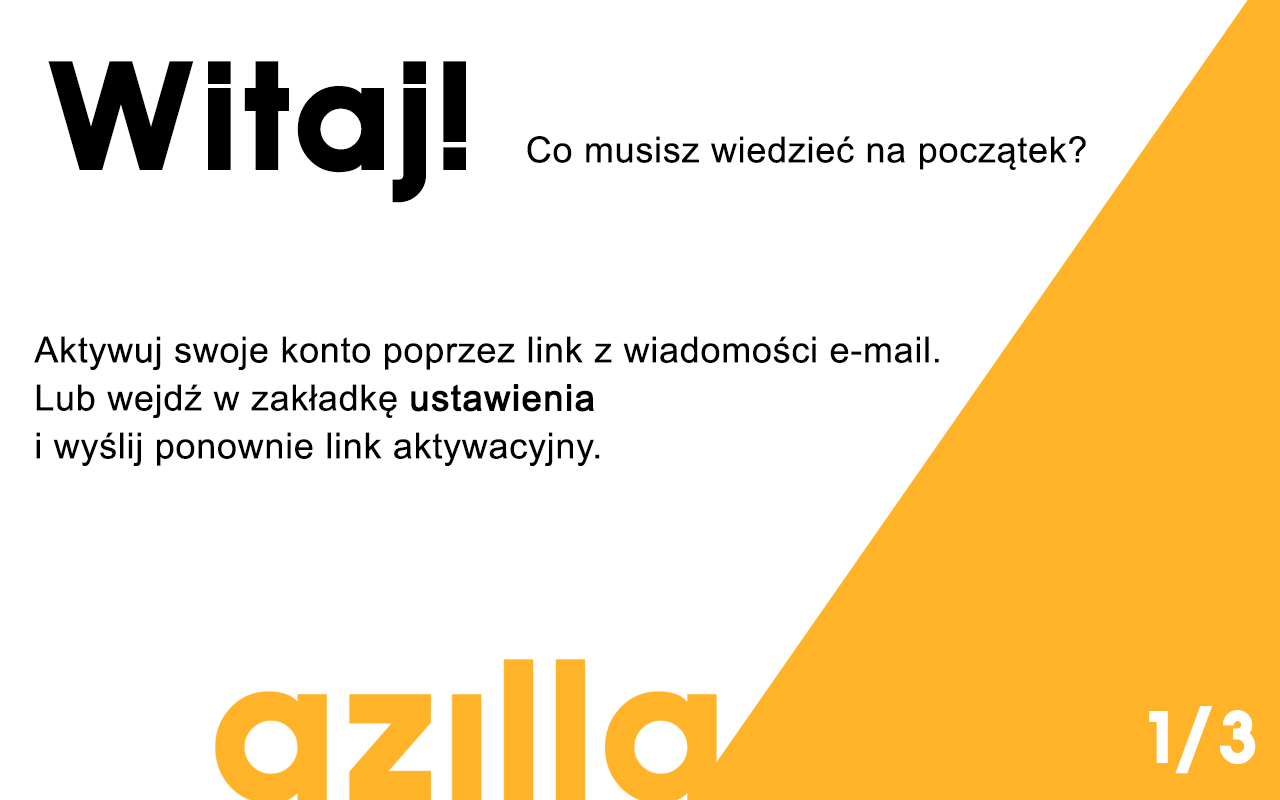 Witaj!
Co musisz wiedzieć na początek?
Aktywuj swoje konto poprzez link z wiadomości e-mail.
Lub wejdź w zakładkę ustawienia
i wyślij ponownie link aktywacyjny.
azilla
1/3